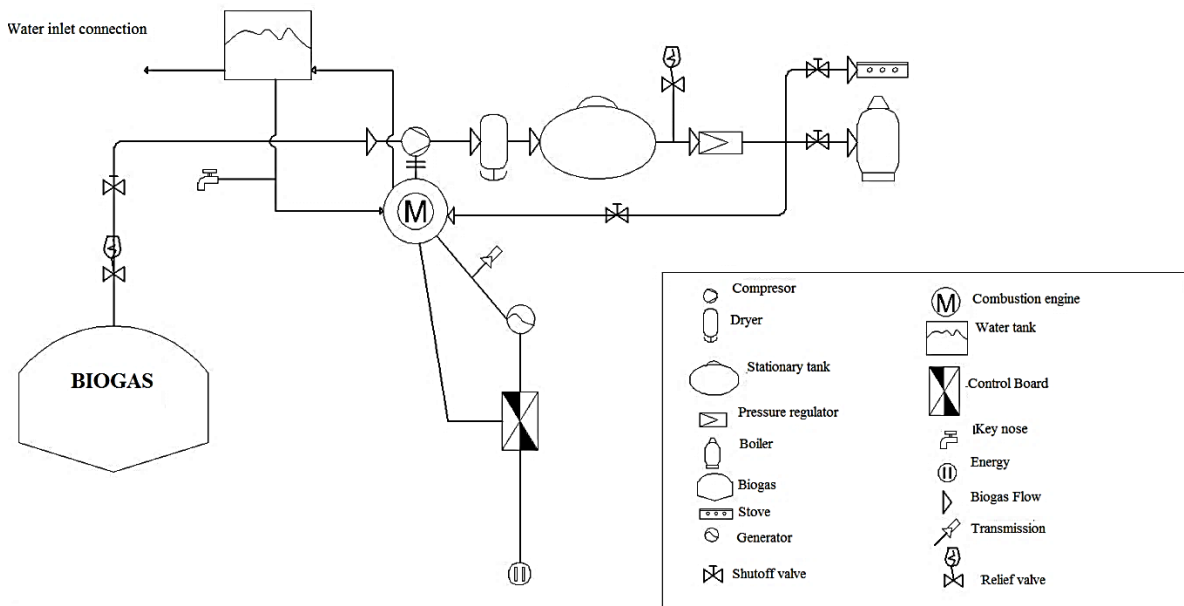 Water inlet connection
M
BIOGAS
Compresor
Dryer
Stationary tank
Pressure regulator
Boiler
Biogas
Stove
Generator
Shutoff valve
M
Combustion engine
Water tank
Control Board
Key nose
Energy
Biogas Flow
Transmission
Relief valve